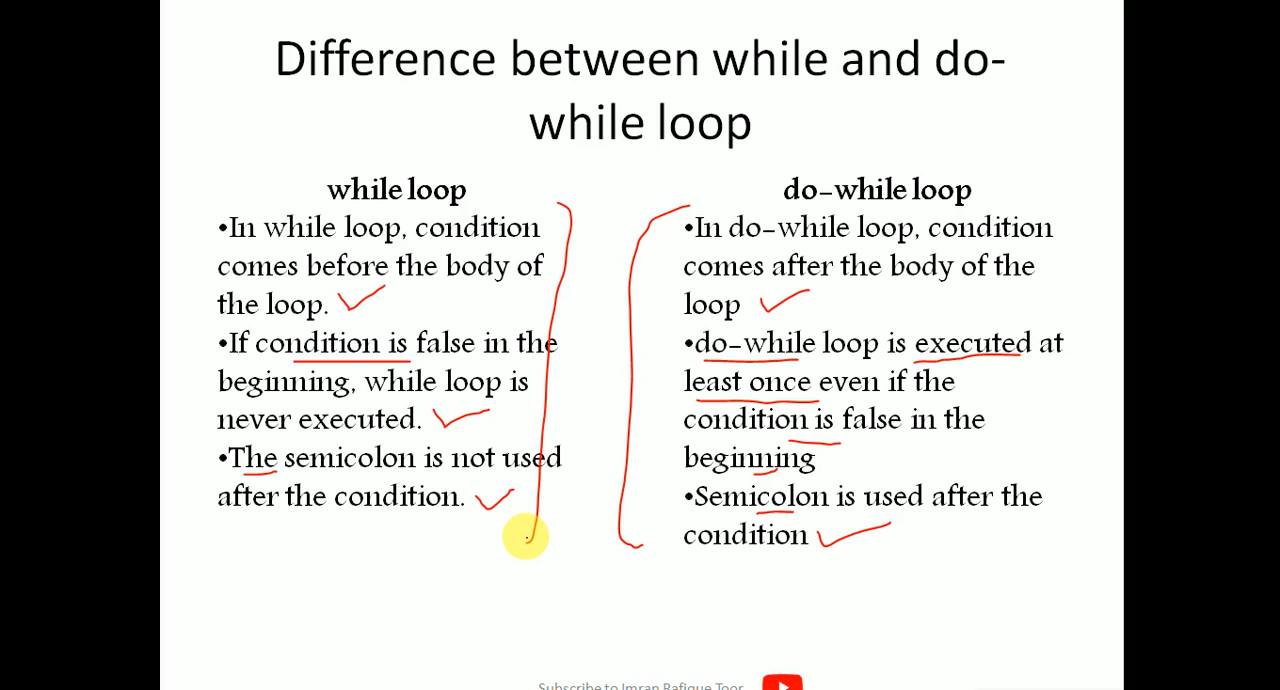 Difference between while and do-
while loop
while loop
•In while loop, condition
comes before the body of
the loop.
•If condition is false in the
beginning, while loop is
never executed.
•The semicolon is not used
after the condition.
do-while loop
•In do-while loop, condition
comes after the body of the
loop
•do-while loop is executed at
least once even if the
condition is false in the
beginning
•Semicolon is used after the
condition
Subscribe to Imran Rafique Toor